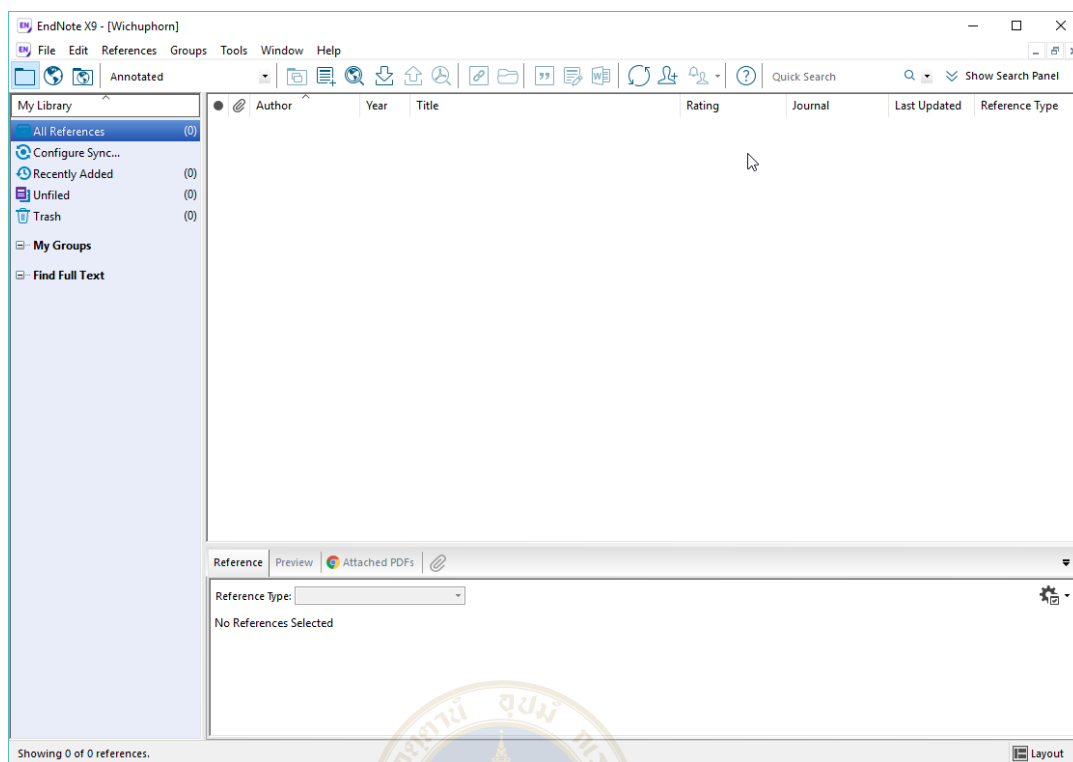 EndNote X9 - [Wichuphorn]
File Edit References Groups Tools Window Help
Annotated Quick Search Show Search Panel
My Library Author Year Title Rating Journal Last Updated Reference Type
All References (0)
Configure Sync...
Recently Added (0)
Unfiled (0)
Trash (0)
My Groups
Find Full Text
Reference Preview Attached PDFs
Reference Type:
No References Selected
Showing 0 of 0 references. Layout